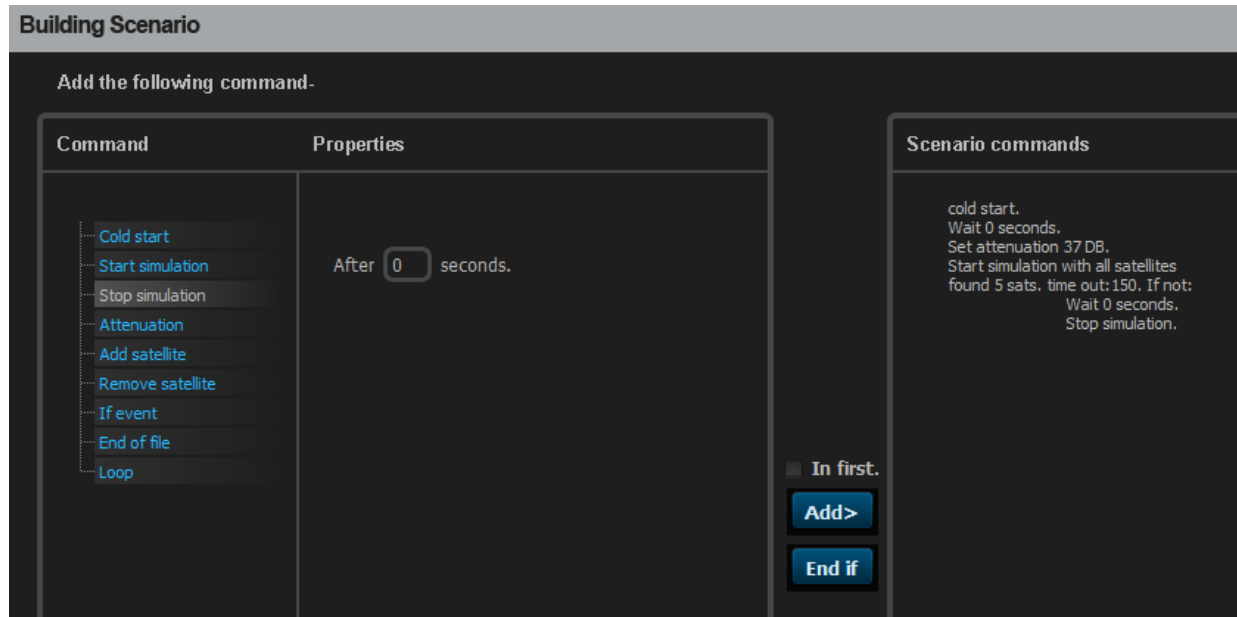 Building Scenario
Add the following command-
Command
Properties
Cold start
Start simulation
Stop simulation
Attenuation
Add satellite
Remove satellite
If event
End of file
Loop
After 0 seconds.
In first.
Add>
End if
Scenario commands
cold start.
Wait 0 seconds.
Set attenuation 37 DB.
Start simulation with all satellites
found 5 sats. time out:150. If not:
Wait 0 seconds.
Stop simulation.